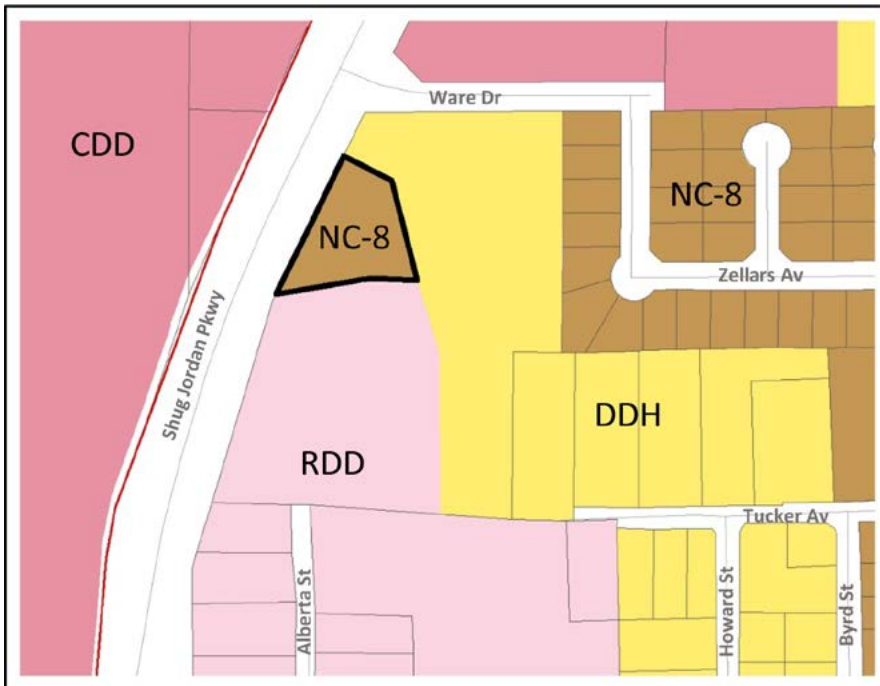 Ware Dr
CDD
NC-8
NC-8
Zellars Av
Shug Jordan Pkwy
DDH
RDD
Tucker Av
Alberta St
Howard St
Byrd St